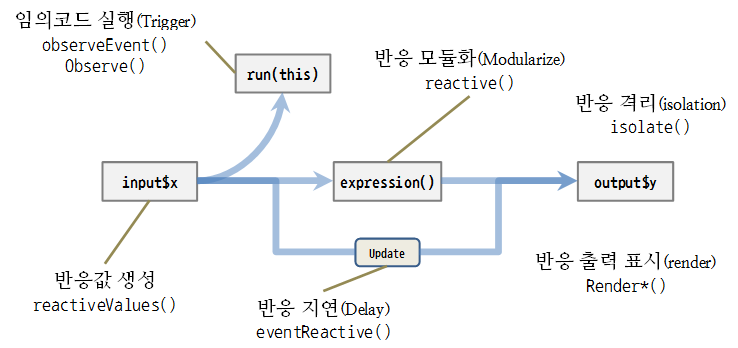 임의코드 실행(Trigger)
observeEvent()
Observe()
run(this)
반응 모듈화(Modularize)
reactive()
반응 격리(isolation)
isolate()
input$x
expression()
output$y
Update
반응값 생성
reactiveValues()
반응 지연(Delay)
eventReactive()
반응 출력 표시(render)
Render*()